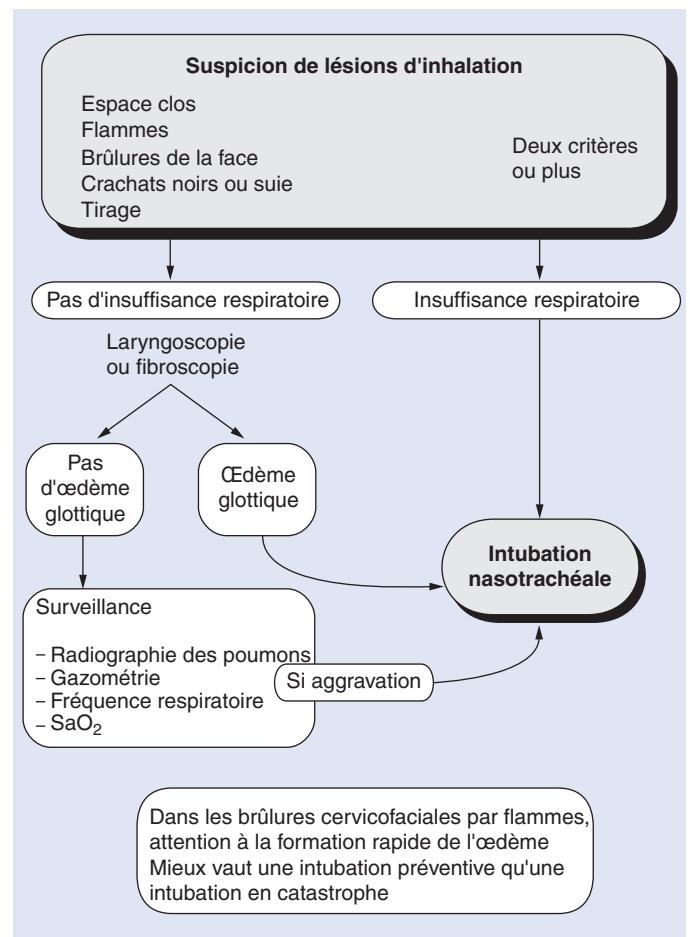 Suspicion de lésions d'inhalation
Espace clos
Flammes
Brûlures de la face
Crachats noirs ou suie
Tirage
Deux critères
ou plus
Pas d'insuffisance respiratoire
Insuffisance respiratoire
Laryngoscopie
ou fibroscopie
Pas
d'œdème
glottique
Œdème
glottique
Intubation
nasotrachéale
Surveillance
– Radiographie des poumons
– Gazométrie
– Fréquence respiratoire
– SaO₂
Si aggravation
Dans les brûlures cervicofaciales par flammes,
attention à la formation rapide de l'œdème
Mieux vaut une intubation préventive qu'une
intubation en catastrophe